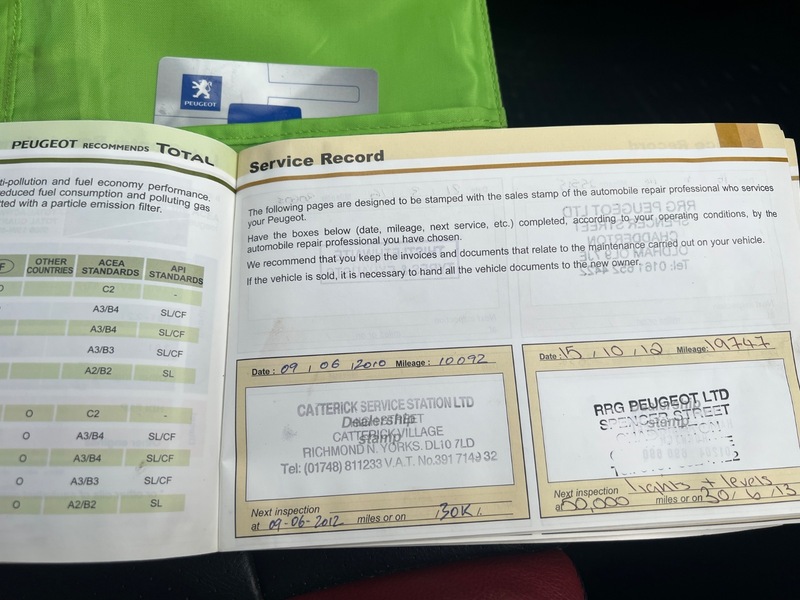 PEUGEOT
PEUGEOT RECOMMENDS TOTAL
ti-pollution and fuel economy performance,
educed fuel consumption and polluting gas
ted with a particle emission filter.
OTHER COUNTRIES ACEA STANDARDS API STANDARDS
C2 -
A3/B4 SL/CF
A3/B4 SL/CF
A3/B3 SL/CF
A2/B2 SL
O C2 -
O A3/B4 SL/CF
O A3/B4 SL/CF
O A3/B3 SL/CF
O A2/B2 SL
Service Record
The following pages are designed to be stamped with the sales stamp of the automobile repair professional who services
your Peugeot.
Have the boxes below (date, mileage, next service, etc.) completed, according to your operating conditions, by the
automobile repair professional you have chosen.
We recommend that you keep the invoices and documents that relate to the maintenance carried out on your vehicle.
If the vehicle is sold, it is necessary to hand all the vehicle documents to the new owner.
Date: 09 / 06 / 2010 Mileage: 10092
CATTERICK SERVICE STATION LTD
Dealership
CATTERICK VILLAGE
stamp
RICHMOND N. YORKS. DL10 7LD
Tel: (01748) 811233 V.A.T. No.391 7149 32
Next inspection
at 09-06-2012 miles or on 30K
Date: 15 / 10 / 12 Mileage: 19747
RRG PEUGEOT LTD
SPENCER STREET
stamp
Next inspection lights + levels
at 50,000 miles or on 30/6/13